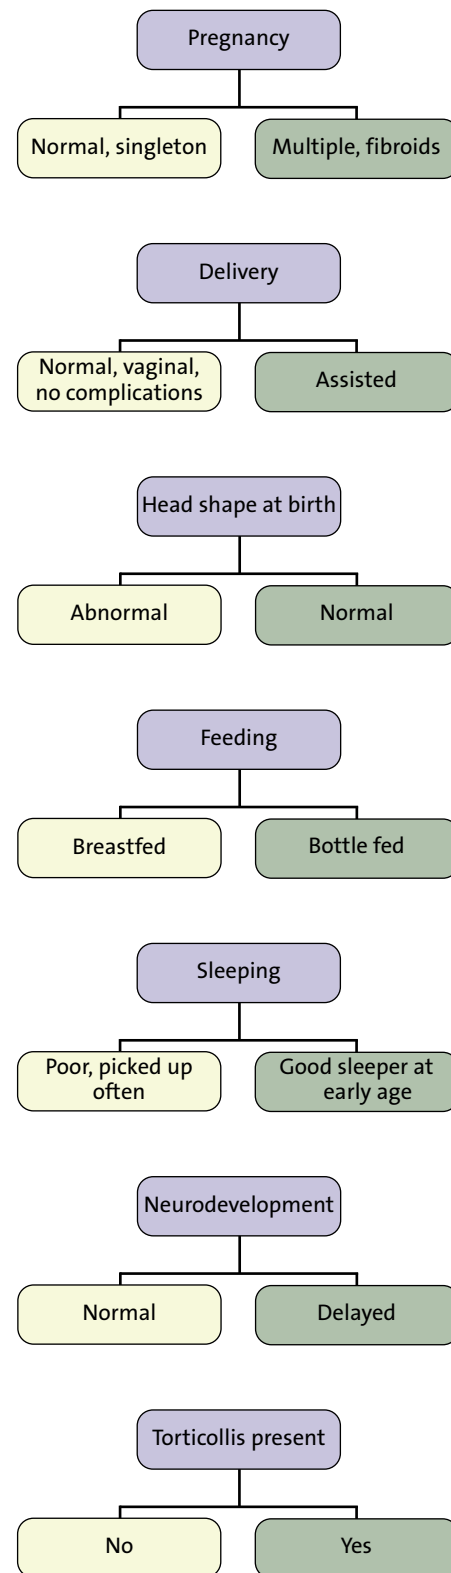 Pregnancy
Normal, singleton
Multiple, fibroids
Delivery
Normal, vaginal,
no complications
Assisted
Head shape at birth
Abnormal
Normal
Feeding
Breastfed
Bottle fed
Sleeping
Poor, picked up
often
Good sleeper at
early age
Neurodevelopment
Normal
Delayed
Torticollis present
No
Yes